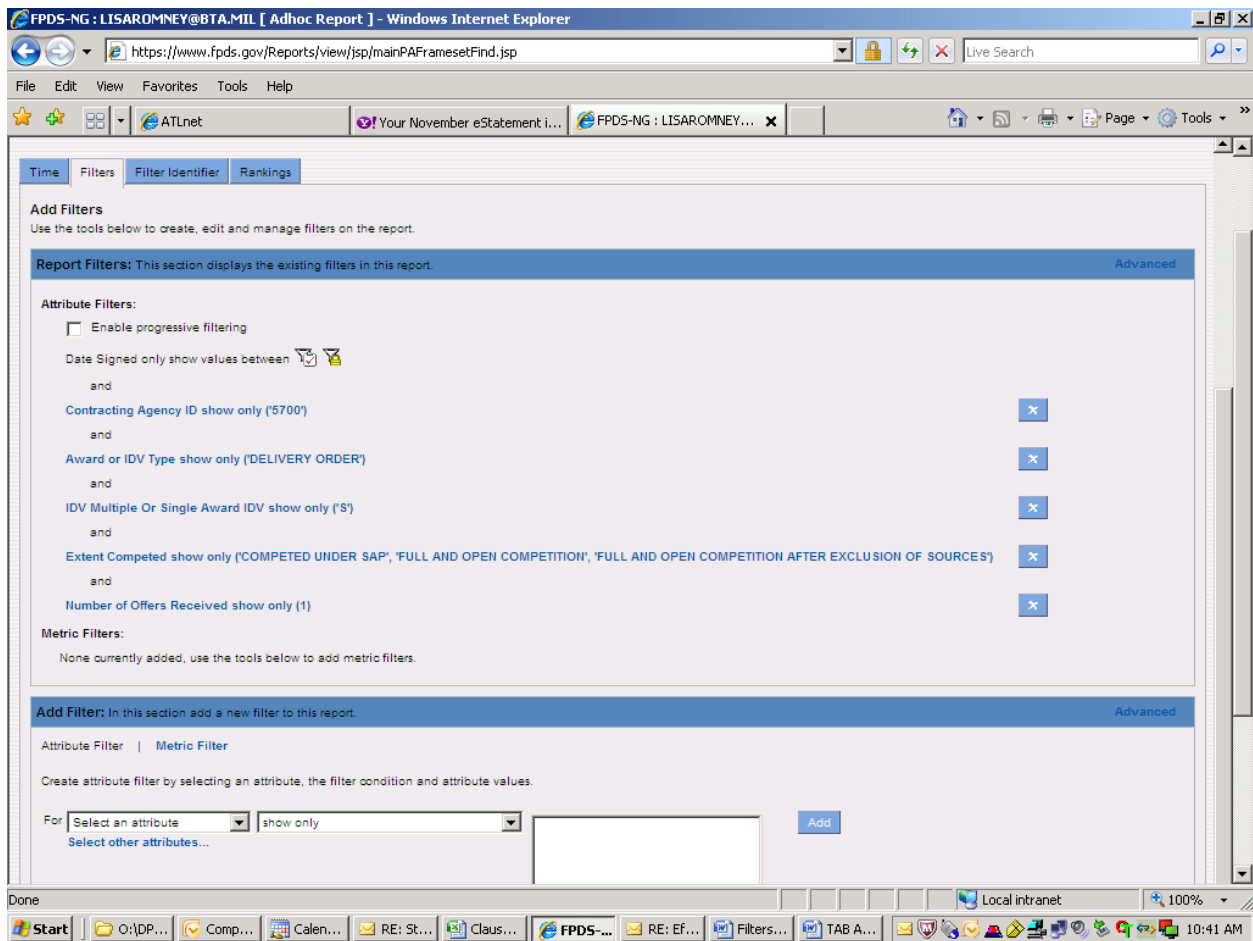 FPDS-NG : LISAROMNEY@BTA.MIL [ Adhoc Report ] - Windows Internet Explorer
https://www.fpds.gov/Reports/view/jsp/mainPAFramesetFind.jsp
Live Search
File Edit View Favorites Tools Help
ATLnet
Your November eStatement i...
FPDS-NG : LISAROMNEY...
Page Tools
Time Filters Filter Identifier Rankings
Add Filters
Use the tools below to create, edit and manage filters on the report.
Report Filters: This section displays the existing filters in this report. Advanced
Attribute Filters:
Enable progressive filtering
Date Signed only show values between
and
Contracting Agency ID show only ('5700')
and
Award or IDV Type show only ('DELIVERY ORDER')
and
IDV Multiple Or Single Award IDV show only ('S')
and
Extent Competed show only ('COMPETED UNDER SAP', 'FULL AND OPEN COMPETITION', 'FULL AND OPEN COMPETITION AFTER EXCLUSION OF SOURCES')
and
Number of Offers Received show only (1)
Metric Filters:
None currently added, use the tools below to add metric filters.
Add Filter: In this section add a new filter to this report. Advanced
Attribute Filter | Metric Filter
Create attribute filter by selecting an attribute, the filter condition and attribute values.
For Select an attribute show only Add
Select other attributes...
Done Local intranet 100%
Start O:\DP... Comp... Calen... RE: St... Claus... FPDS-... RE: Ef... Filters... TAB A... 10:41 AM